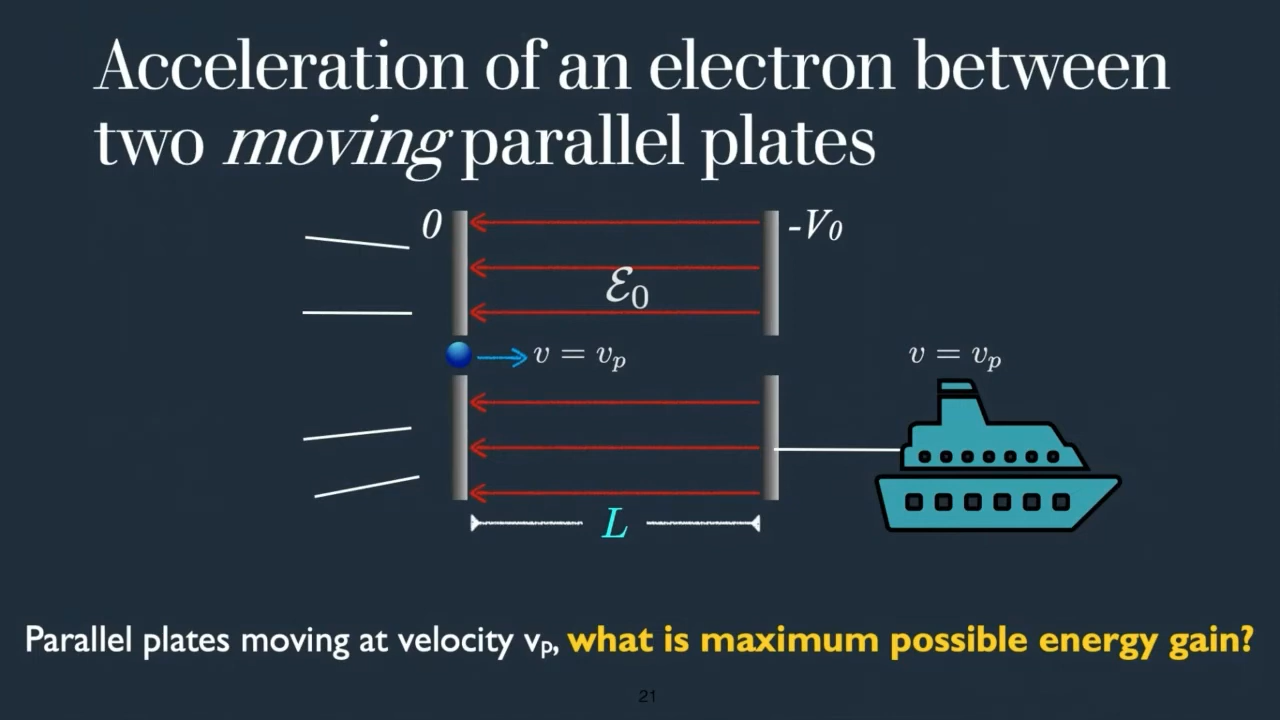 Acceleration of an electron between
two moving parallel plates
0
-V₀
ℰ₀
v = vₚ
v = vₚ
L
Parallel plates moving at velocity vₚ, what is maximum possible energy gain?
21